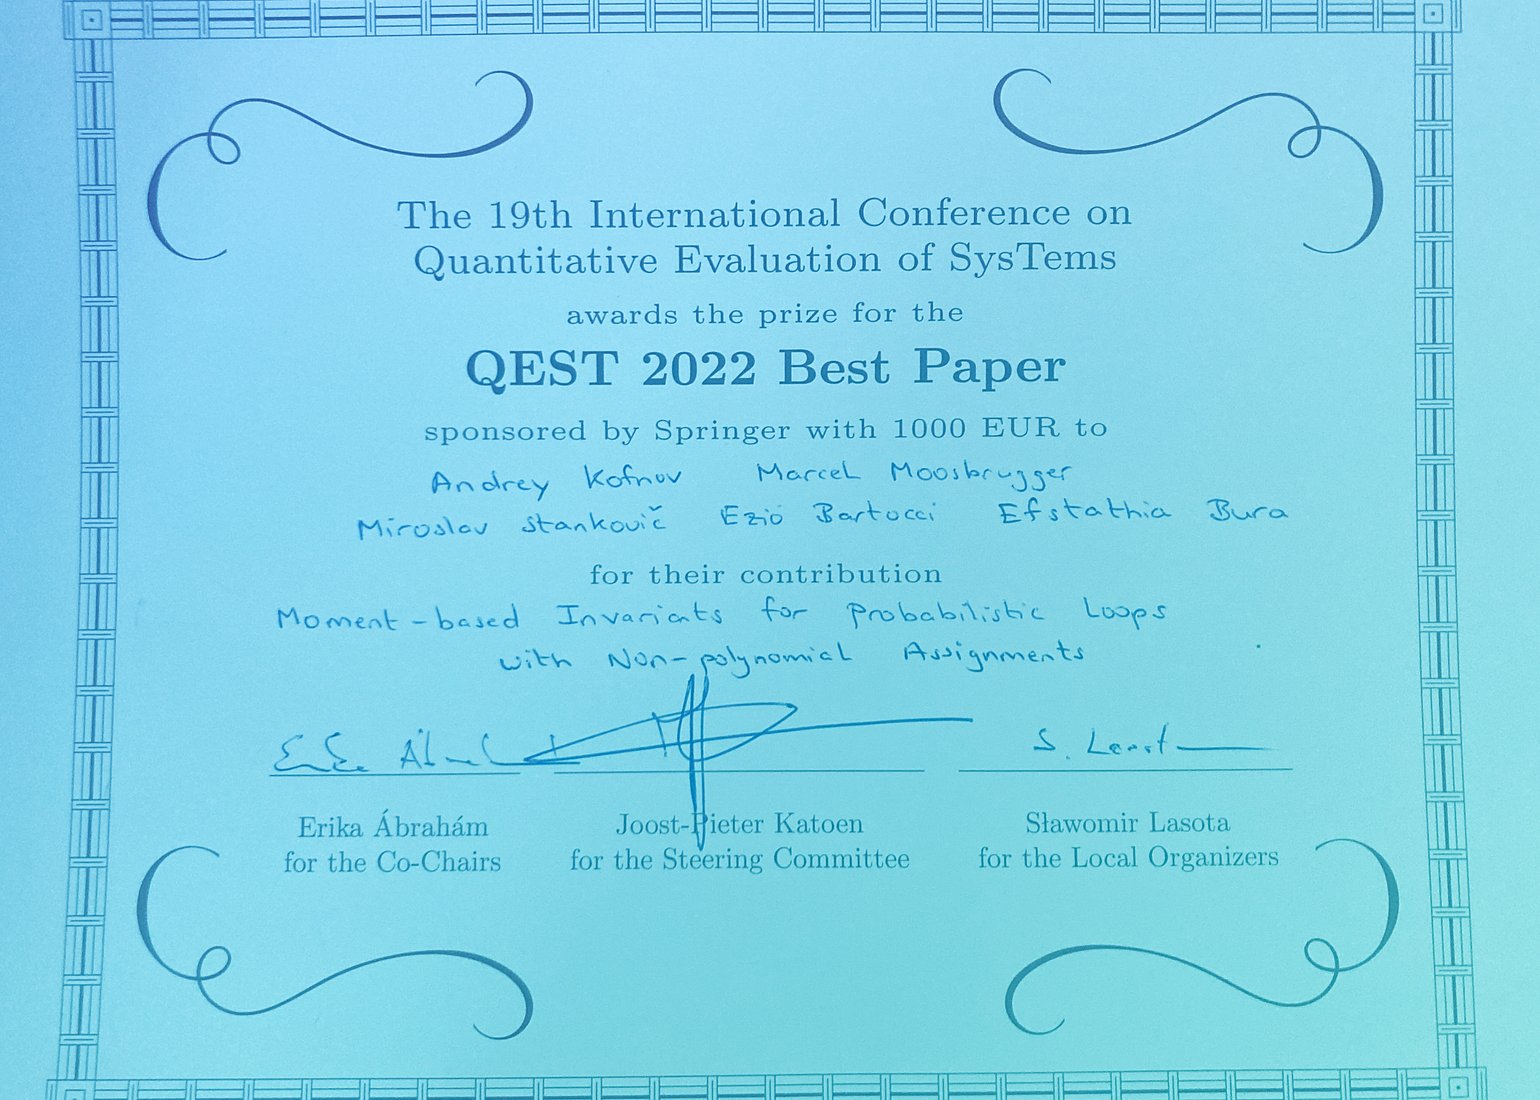 The 19th International Conference on
Quantitative Evaluation of SysTems
awards the prize for the
QEST 2022 Best Paper
sponsored by Springer with 1000 EUR to
Andrey Kofnov Marcel Moosbrugger
Miroslav Stankovič Ezio Bartocci Efstathia Bura
for their contribution
Moment-based Invariants for Probabilistic Loops
with Non-polynomial Assignments
S.
Erika Ábrahám Joost-Pieter Katoen Sławomir Lasota
for the Co-Chairs for the Steering Committee for the Local Organizers